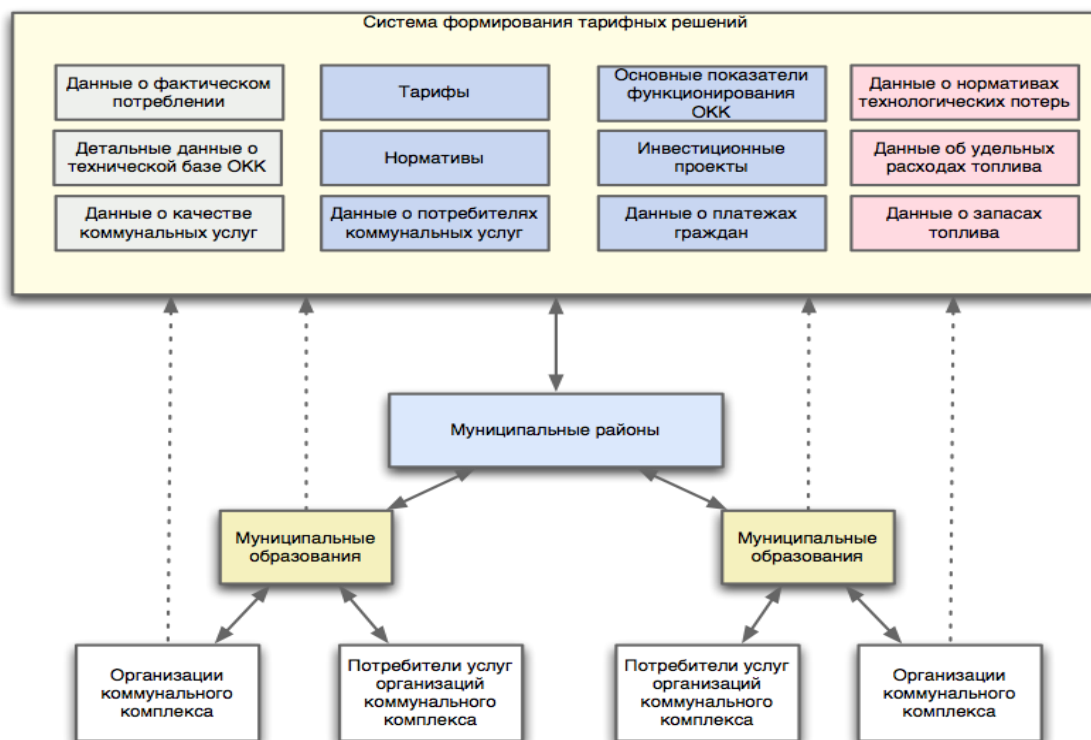 Система формирования тарифных решений
Данные о фактическом
потреблении
Тарифы
Основные показатели
функционирования
ОКК
Данные о нормативах
технологических потерь
Детальные данные о
технической базе ОКК
Нормативы
Инвестиционные
проекты
Данные об удельных
расходах топлива
Данные о качестве
коммунальных услуг
Данные о потребителях
коммунальных услуг
Данные о платежах
граждан
Данные о запасах
топлива
Муниципальные районы
Муниципальные
образования
Муниципальные
образования
Организации
коммунального
комплекса
Потребители услуг
организаций
коммунального
комплекса
Потребители услуг
организаций
коммунального
комплекса
Организации
коммунального
комплекса